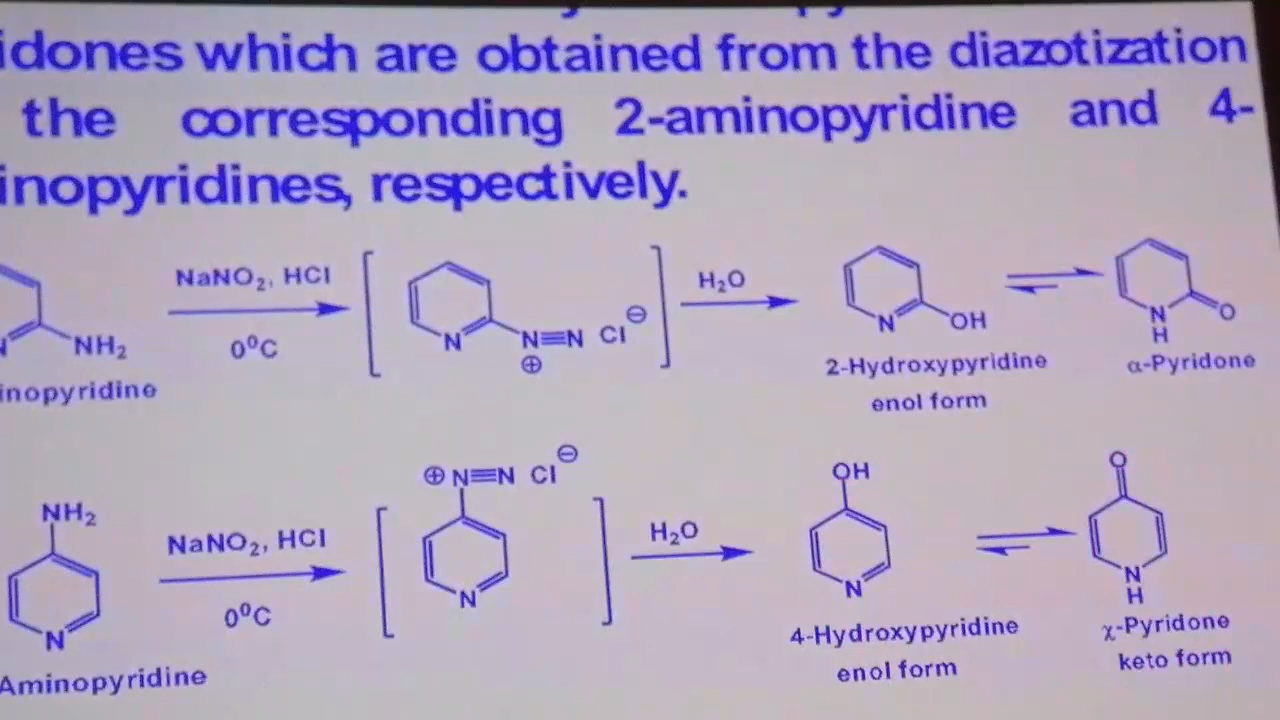 idones which are obtained from the diazotization
the corresponding 2-aminopyridine and 4-
inopyridines, respectively.
NaNO₂, HCl
0⁰C
NH₂
N
N
N≡N Cl
⊕
⊖
H₂O
N
OH
N
H
O
inopyridine
2-Hydroxypyridine
enol form
α-Pyridone
NH₂
N
NaNO₂, HCl
0⁰C
⊕ N≡N Cl
⊖
N
H₂O
OH
N
O
N
H
Aminopyridine
4-Hydroxypyridine
enol form
χ-Pyridone
keto form